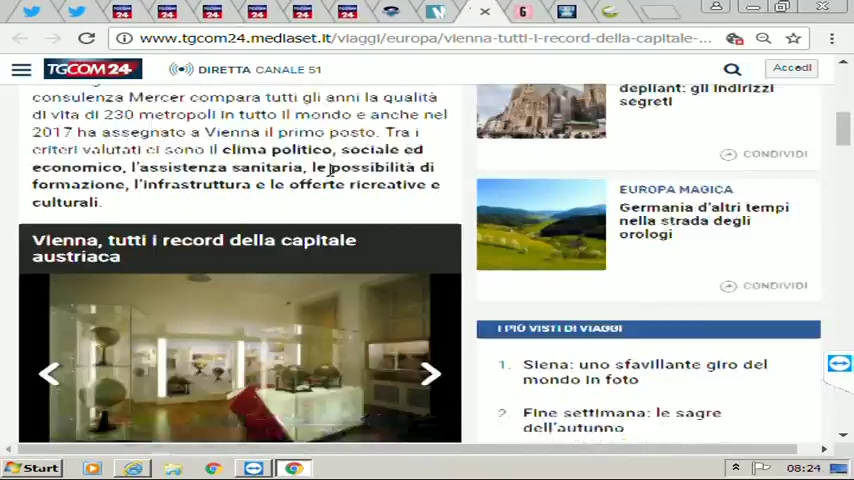 www.tgcom24.mediaset.it/viaggi/europa/vienna-tutti-i-record-della-capitale-...
TGCOM24
DIRETTA CANALE 51
Accedi
consulenza Mercer compara tutti gli anni la qualità
di vita di 230 metropoli in tutto il mondo e anche nel
2017 ha assegnato a Vienna il primo posto. Tra i
criteri valutati ci sono il clima politico, sociale ed
economico, l'assistenza sanitaria, le possibilità di
formazione, l'infrastruttura e le offerte ricreative e
culturali.
Vienna, tutti i record della capitale
austriaca
depliant: gli indirizzi
segreti
CONDIVIDI
EUROPA MAGICA
Germania d'altri tempi
nella strada degli
orologi
CONDIVIDI
I PIÙ VISTI DI VIAGGI
1. Siena: uno sfavillante giro del
mondo in foto
2. Fine settimana: le sagre
dell'autunno
Start
08:24